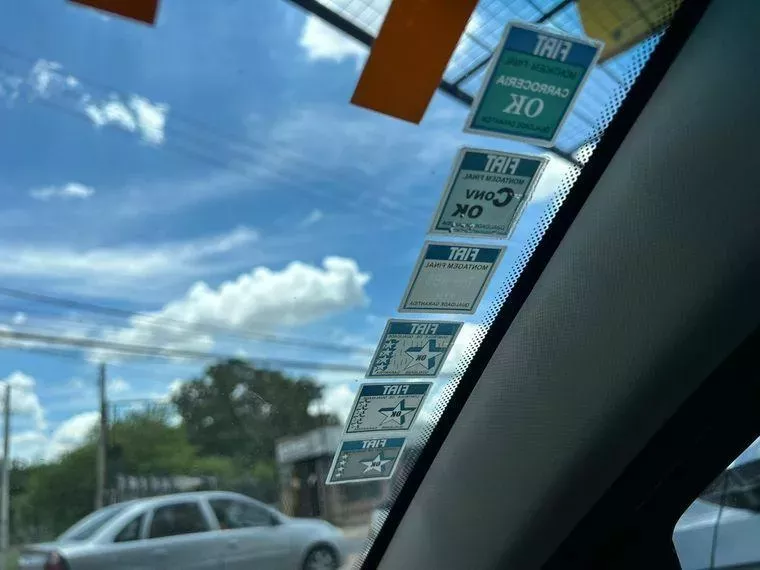 FIAT
MONTAGEM FINAL
CARROCERIA
OK
QUALIDADE GARANTIDA
FIAT
MONTAGEM FINAL
CONV
OK
FIAT
MONTAGEM FINAL
QUALIDADE GARANTIDA
FIAT
OK
FIAT
OK
FIAT
OK